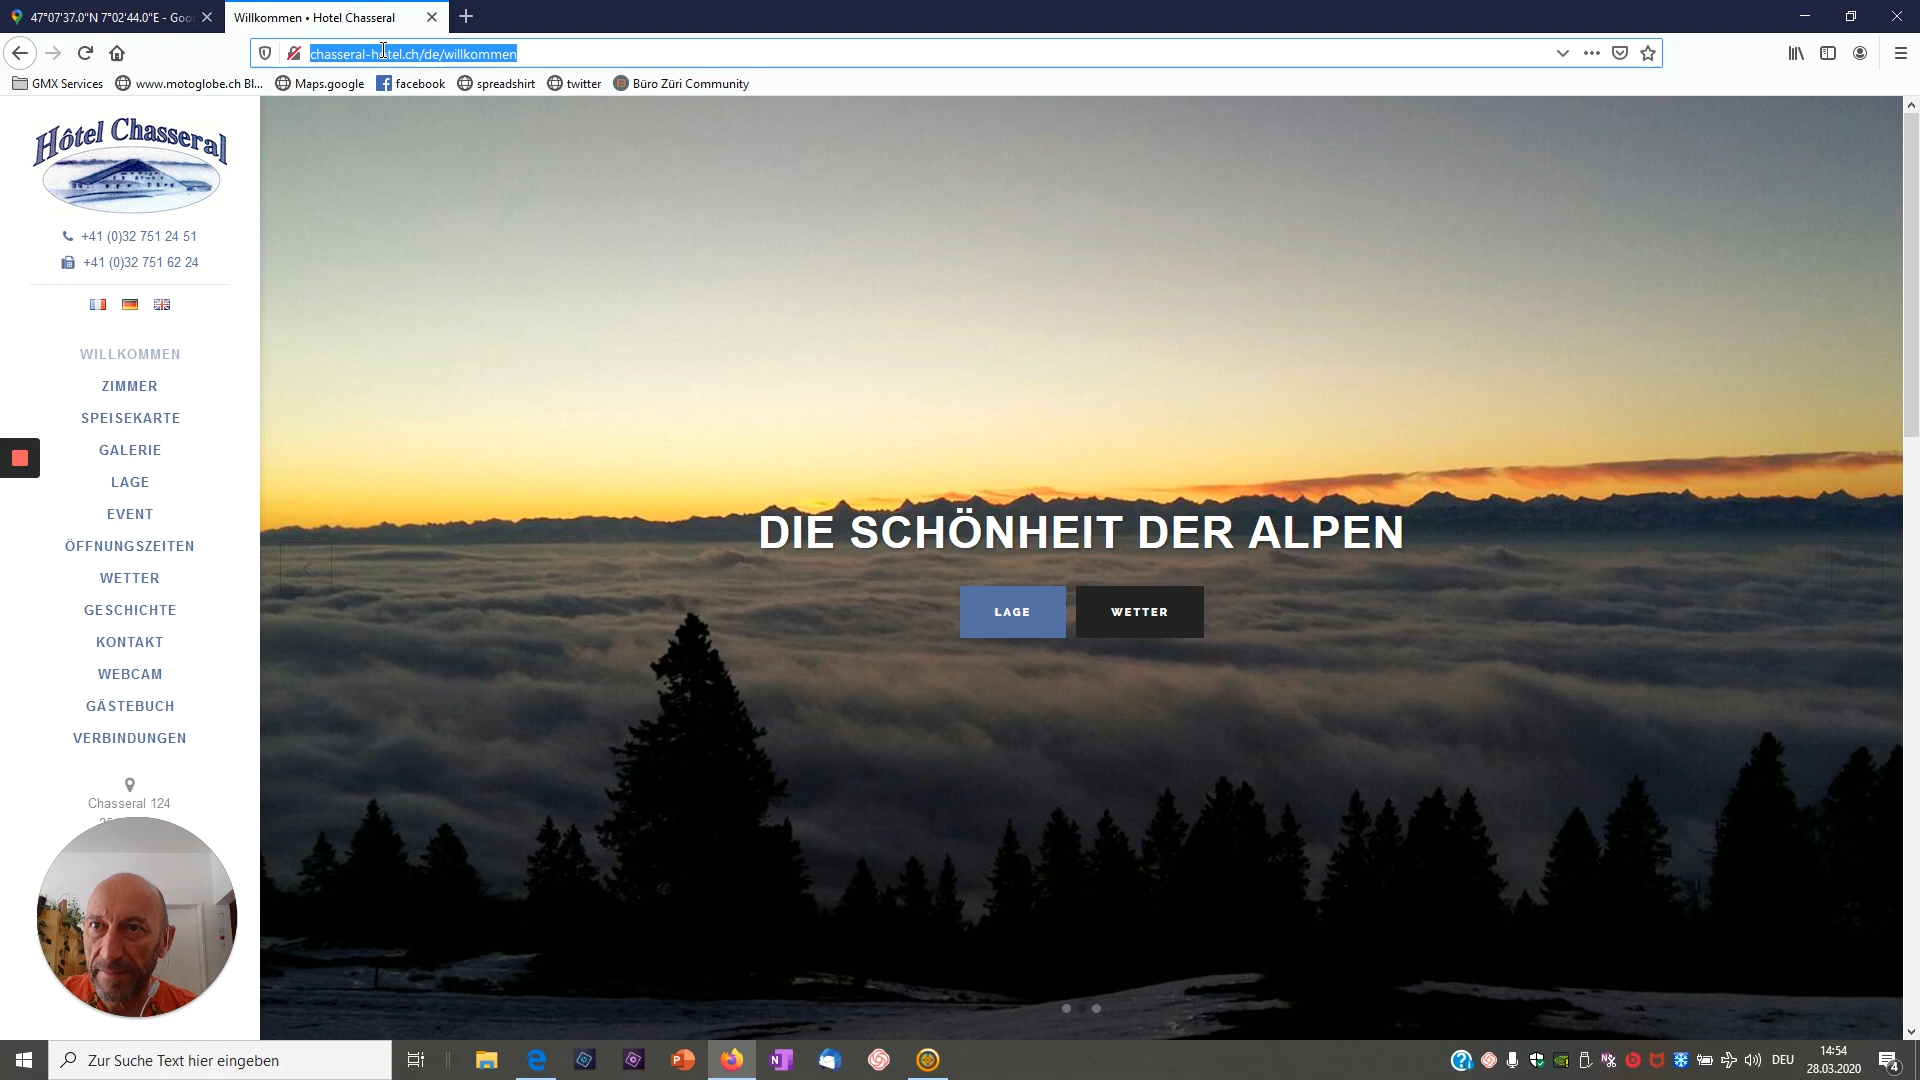 47°07'37.0"N 7°02'44.0"E - Goo
Willkommen • Hotel Chasseral
chasseral-hotel.ch/de/willkommen
GMX Services
www.motoglobe.ch Bl...
Maps.google
facebook
spreadshirt
twitter
Büro Züri Community
Hôtel Chasseral
+41 (0)32 751 24 51
+41 (0)32 751 62 24
WILLKOMMEN
ZIMMER
SPEISEKARTE
GALERIE
LAGE
EVENT
ÖFFNUNGSZEITEN
WETTER
GESCHICHTE
KONTAKT
WEBCAM
GÄSTEBUCH
VERBINDUNGEN
Chasseral 124
DIE SCHÖNHEIT DER ALPEN
LAGE
WETTER
Zur Suche Text hier eingeben
DEU
14:54
28.03.2020
4